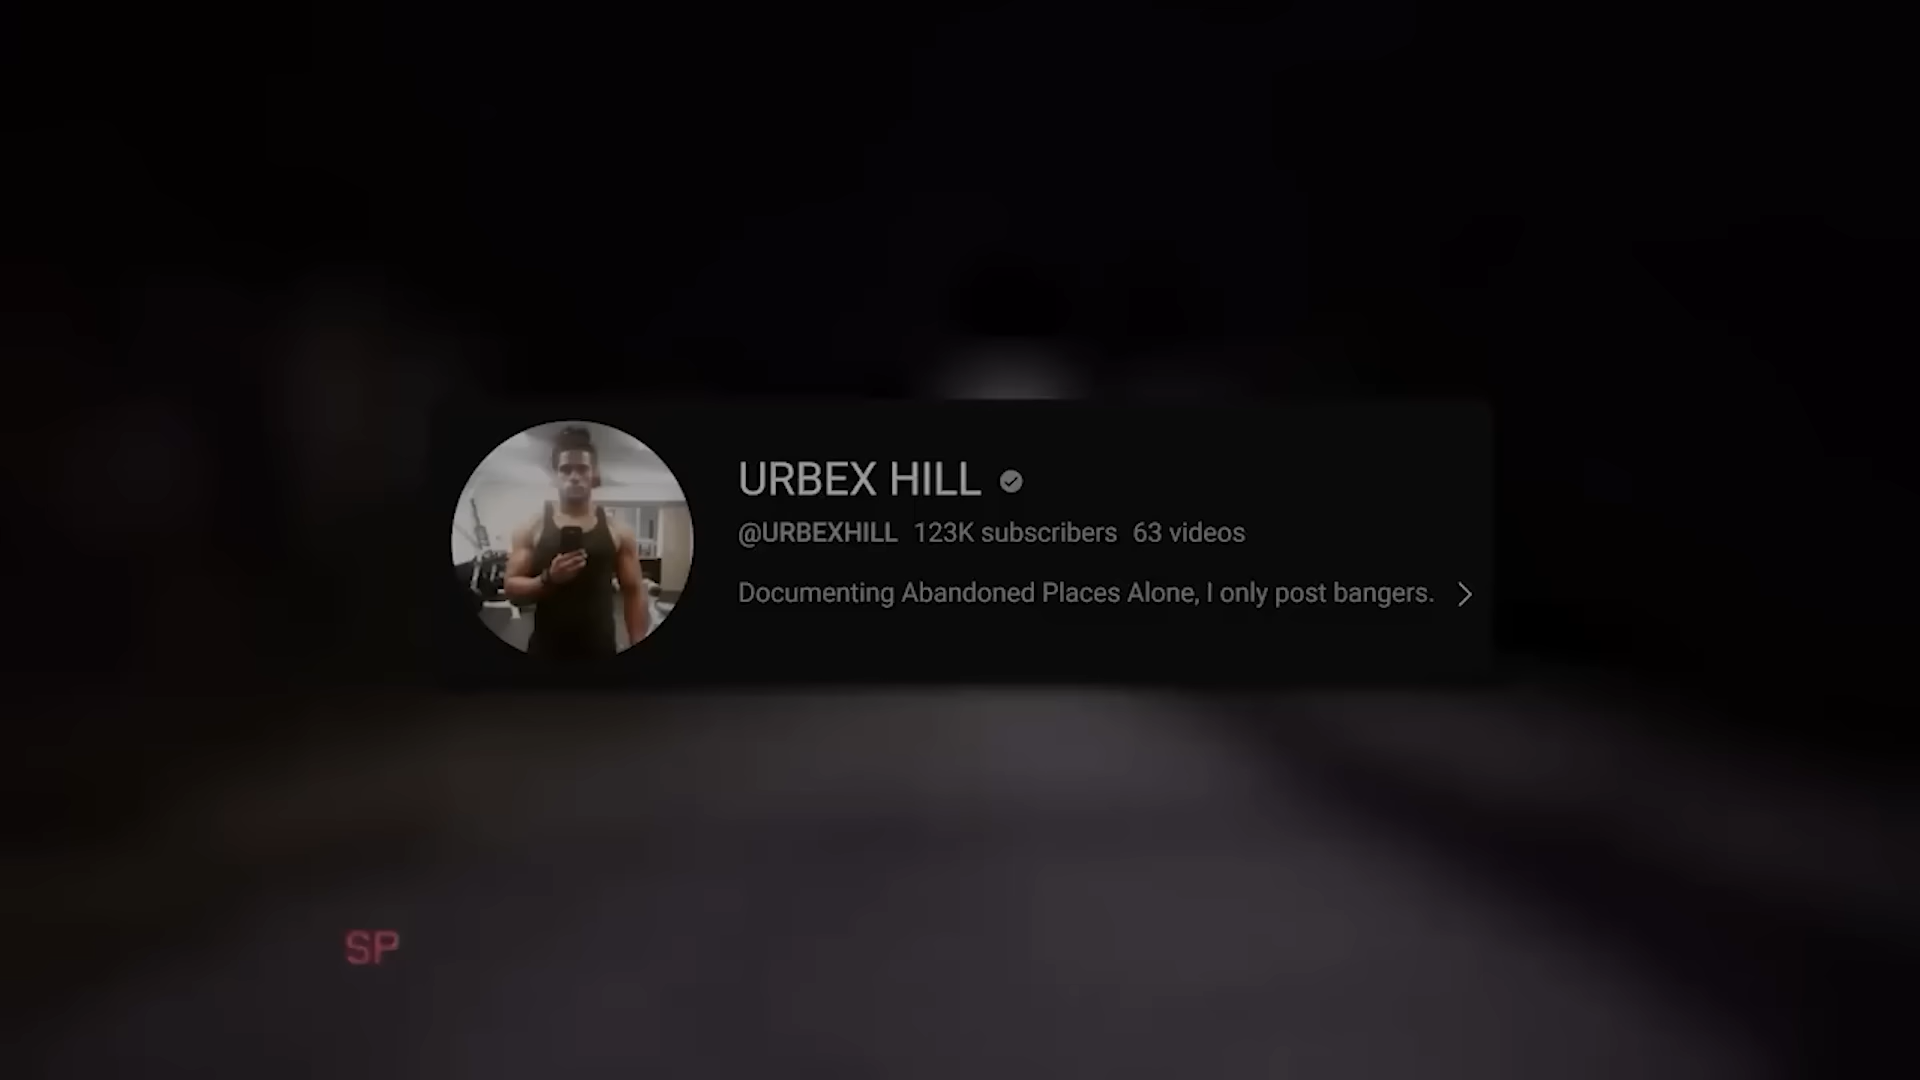 URBEX HILL
@URBEXHILL 123K subscribers 63 videos
Documenting Abandoned Places Alone, I only post bangers.
SP